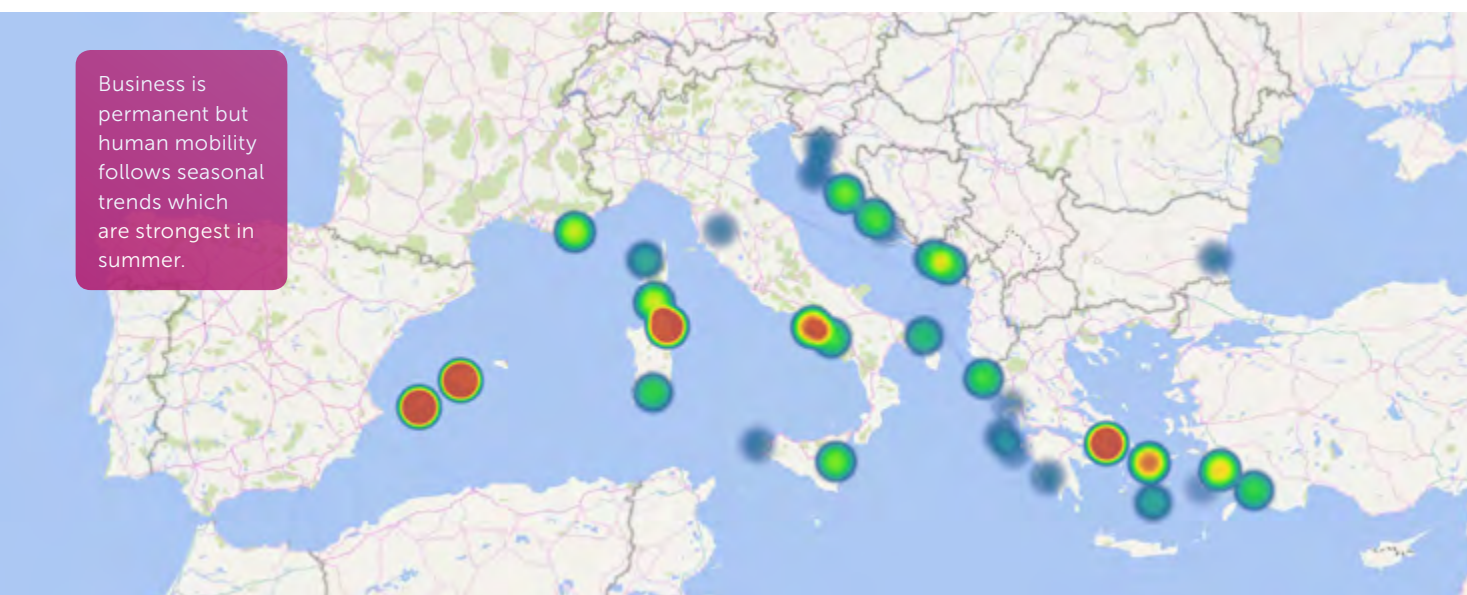 Business is
permanent but
human mobility
follows seasonal
trends which
are strongest in
summer.